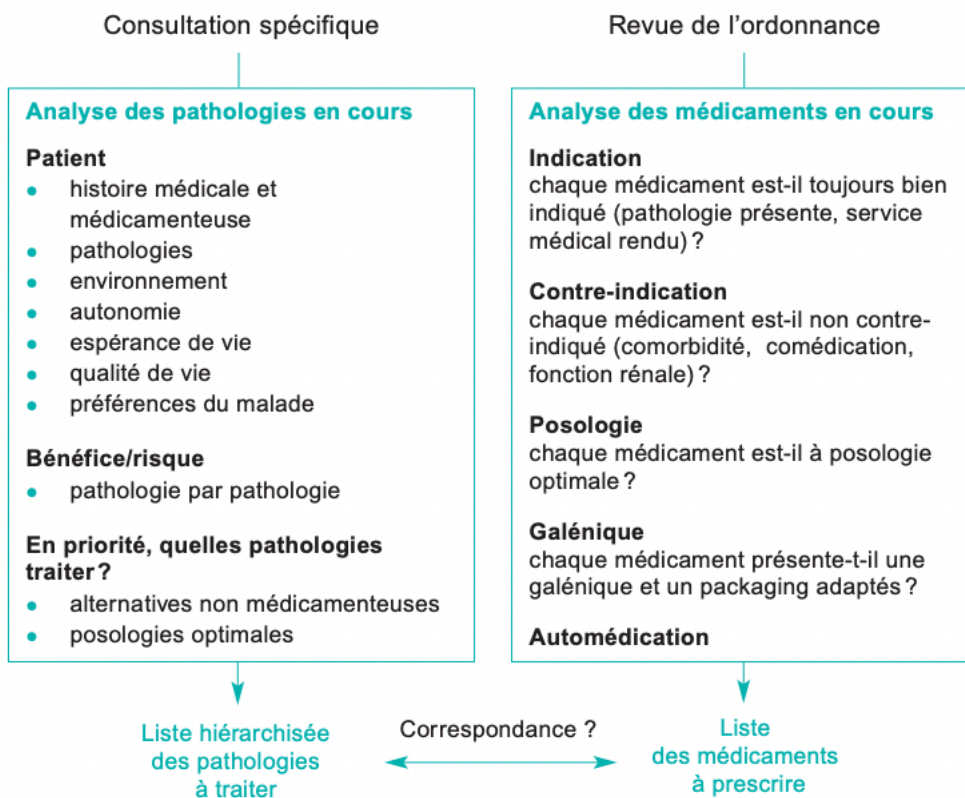 Consultation spécifique
Analyse des pathologies en cours
Patient
• histoire médicale et
médicamenteuse
• pathologies
• environnement
• autonomie
• espérance de vie
• qualité de vie
• préférences du malade
Bénéfice/risque
• pathologie par pathologie
En priorité, quelles pathologies
traiter ?
• alternatives non médicamenteuses
• posologies optimales
Liste hiérarchisée
des pathologies
à traiter
Correspondance ?
Revue de l'ordonnance
Analyse des médicaments en cours
Indication
chaque médicament est-il toujours bien
indiqué (pathologie présente, service
médical rendu) ?
Contre-indication
chaque médicament est-il non contre-
indiqué (comorbidité, comédication,
fonction rénale) ?
Posologie
chaque médicament est-il à posologie
optimale ?
Galénique
chaque médicament présente-t-il une
galénique et un packaging adaptés ?
Automédication
Liste
des médicaments
à prescrire